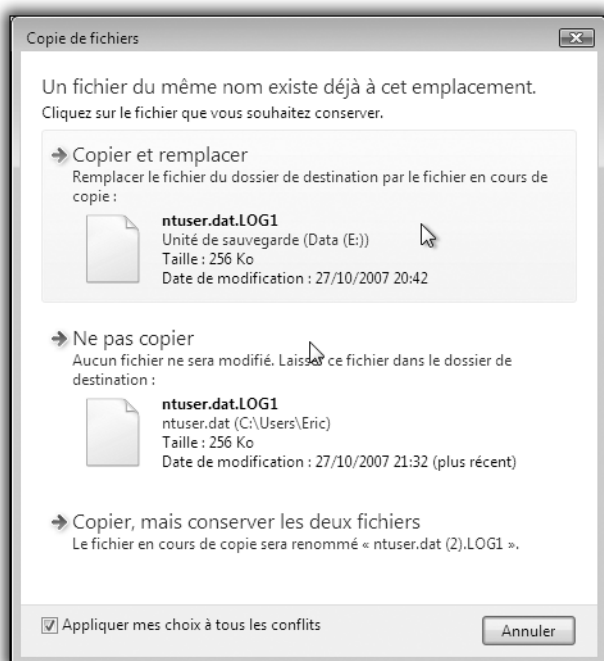 Copie de fichiers
Un fichier du même nom existe déjà à cet emplacement.
Cliquez sur le fichier que vous souhaitez conserver.
Copier et remplacer
Remplacer le fichier du dossier de destination par le fichier en cours de
copie :
ntuser.dat.LOG1
Unité de sauvegarde (Data (E:))
Taille : 256 Ko
Date de modification : 27/10/2007 20:42
Ne pas copier
Aucun fichier ne sera modifié. Laisser ce fichier dans le dossier de
destination :
ntuser.dat.LOG1
ntuser.dat (C:\Users\Eric)
Taille : 256 Ko
Date de modification : 27/10/2007 21:32 (plus récent)
Copier, mais conserver les deux fichiers
Le fichier en cours de copie sera renommé « ntuser.dat (2).LOG1 ».
Appliquer mes choix à tous les conflits
Annuler